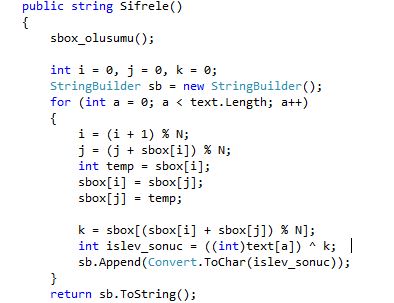 public string Sifrele()
{
sbox_olusumu();
int i = 0, j = 0, k = 0;
StringBuilder sb = new StringBuilder();
for (int a = 0; a < text.Length; a++)
{
i = (i + 1) % N;
j = (j + sbox[i]) % N;
int temp = sbox[i];
sbox[i] = sbox[j];
sbox[j] = temp;
k = sbox[(sbox[i] + sbox[j]) % N];
int islev_sonuc = ((int)text[a]) ^ k;
sb.Append(Convert.ToChar(islev_sonuc));
}
return sb.ToString();